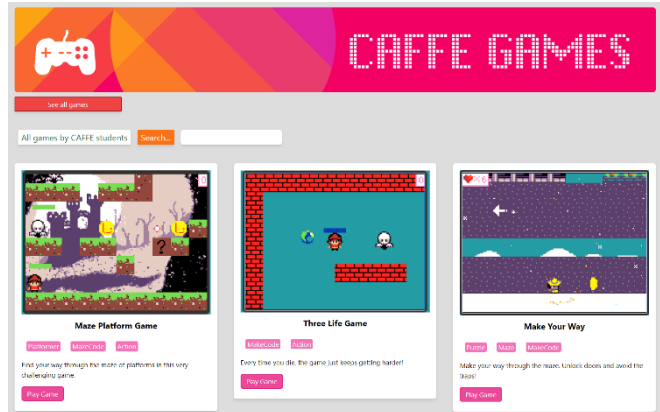 CAFFE GAMES
See all games
All games by CAFFE students Search...
0
0
×6
?
Maze Platform Game
Three Life Game
Make Your Way
Platformer MakeCode Action
MakeCode Action
Puzzle Maze MakeCode
Find your way through the maze of platforms in this very
challenging game.
Every time you die, the game just keeps getting harder!
Make your way through the maze. Unlock doors and avoid the
traps!
Play Game
Play Game
Play Game